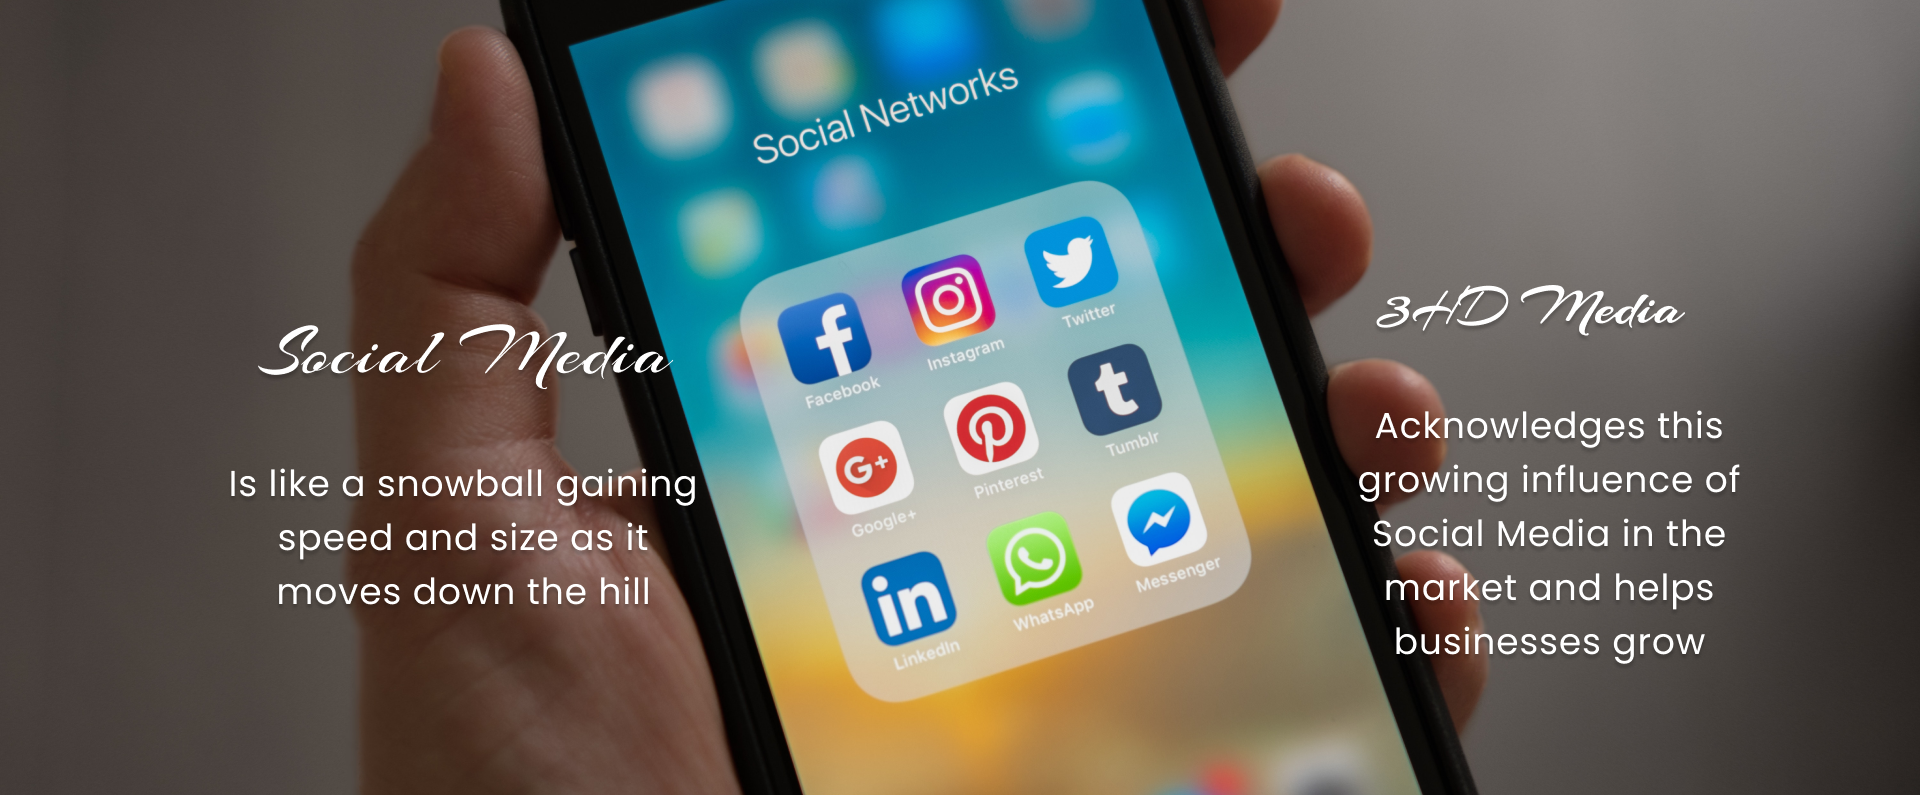 Social Networks
Facebook
Instagram
Twitter
Google+
Pinterest
Tumblr
LinkedIn
WhatsApp
Messenger
Social Media
Is like a snowball gaining
speed and size as it
moves down the hill
3HD Media
Acknowledges this
growing influence of
Social Media in the
market and helps
businesses grow